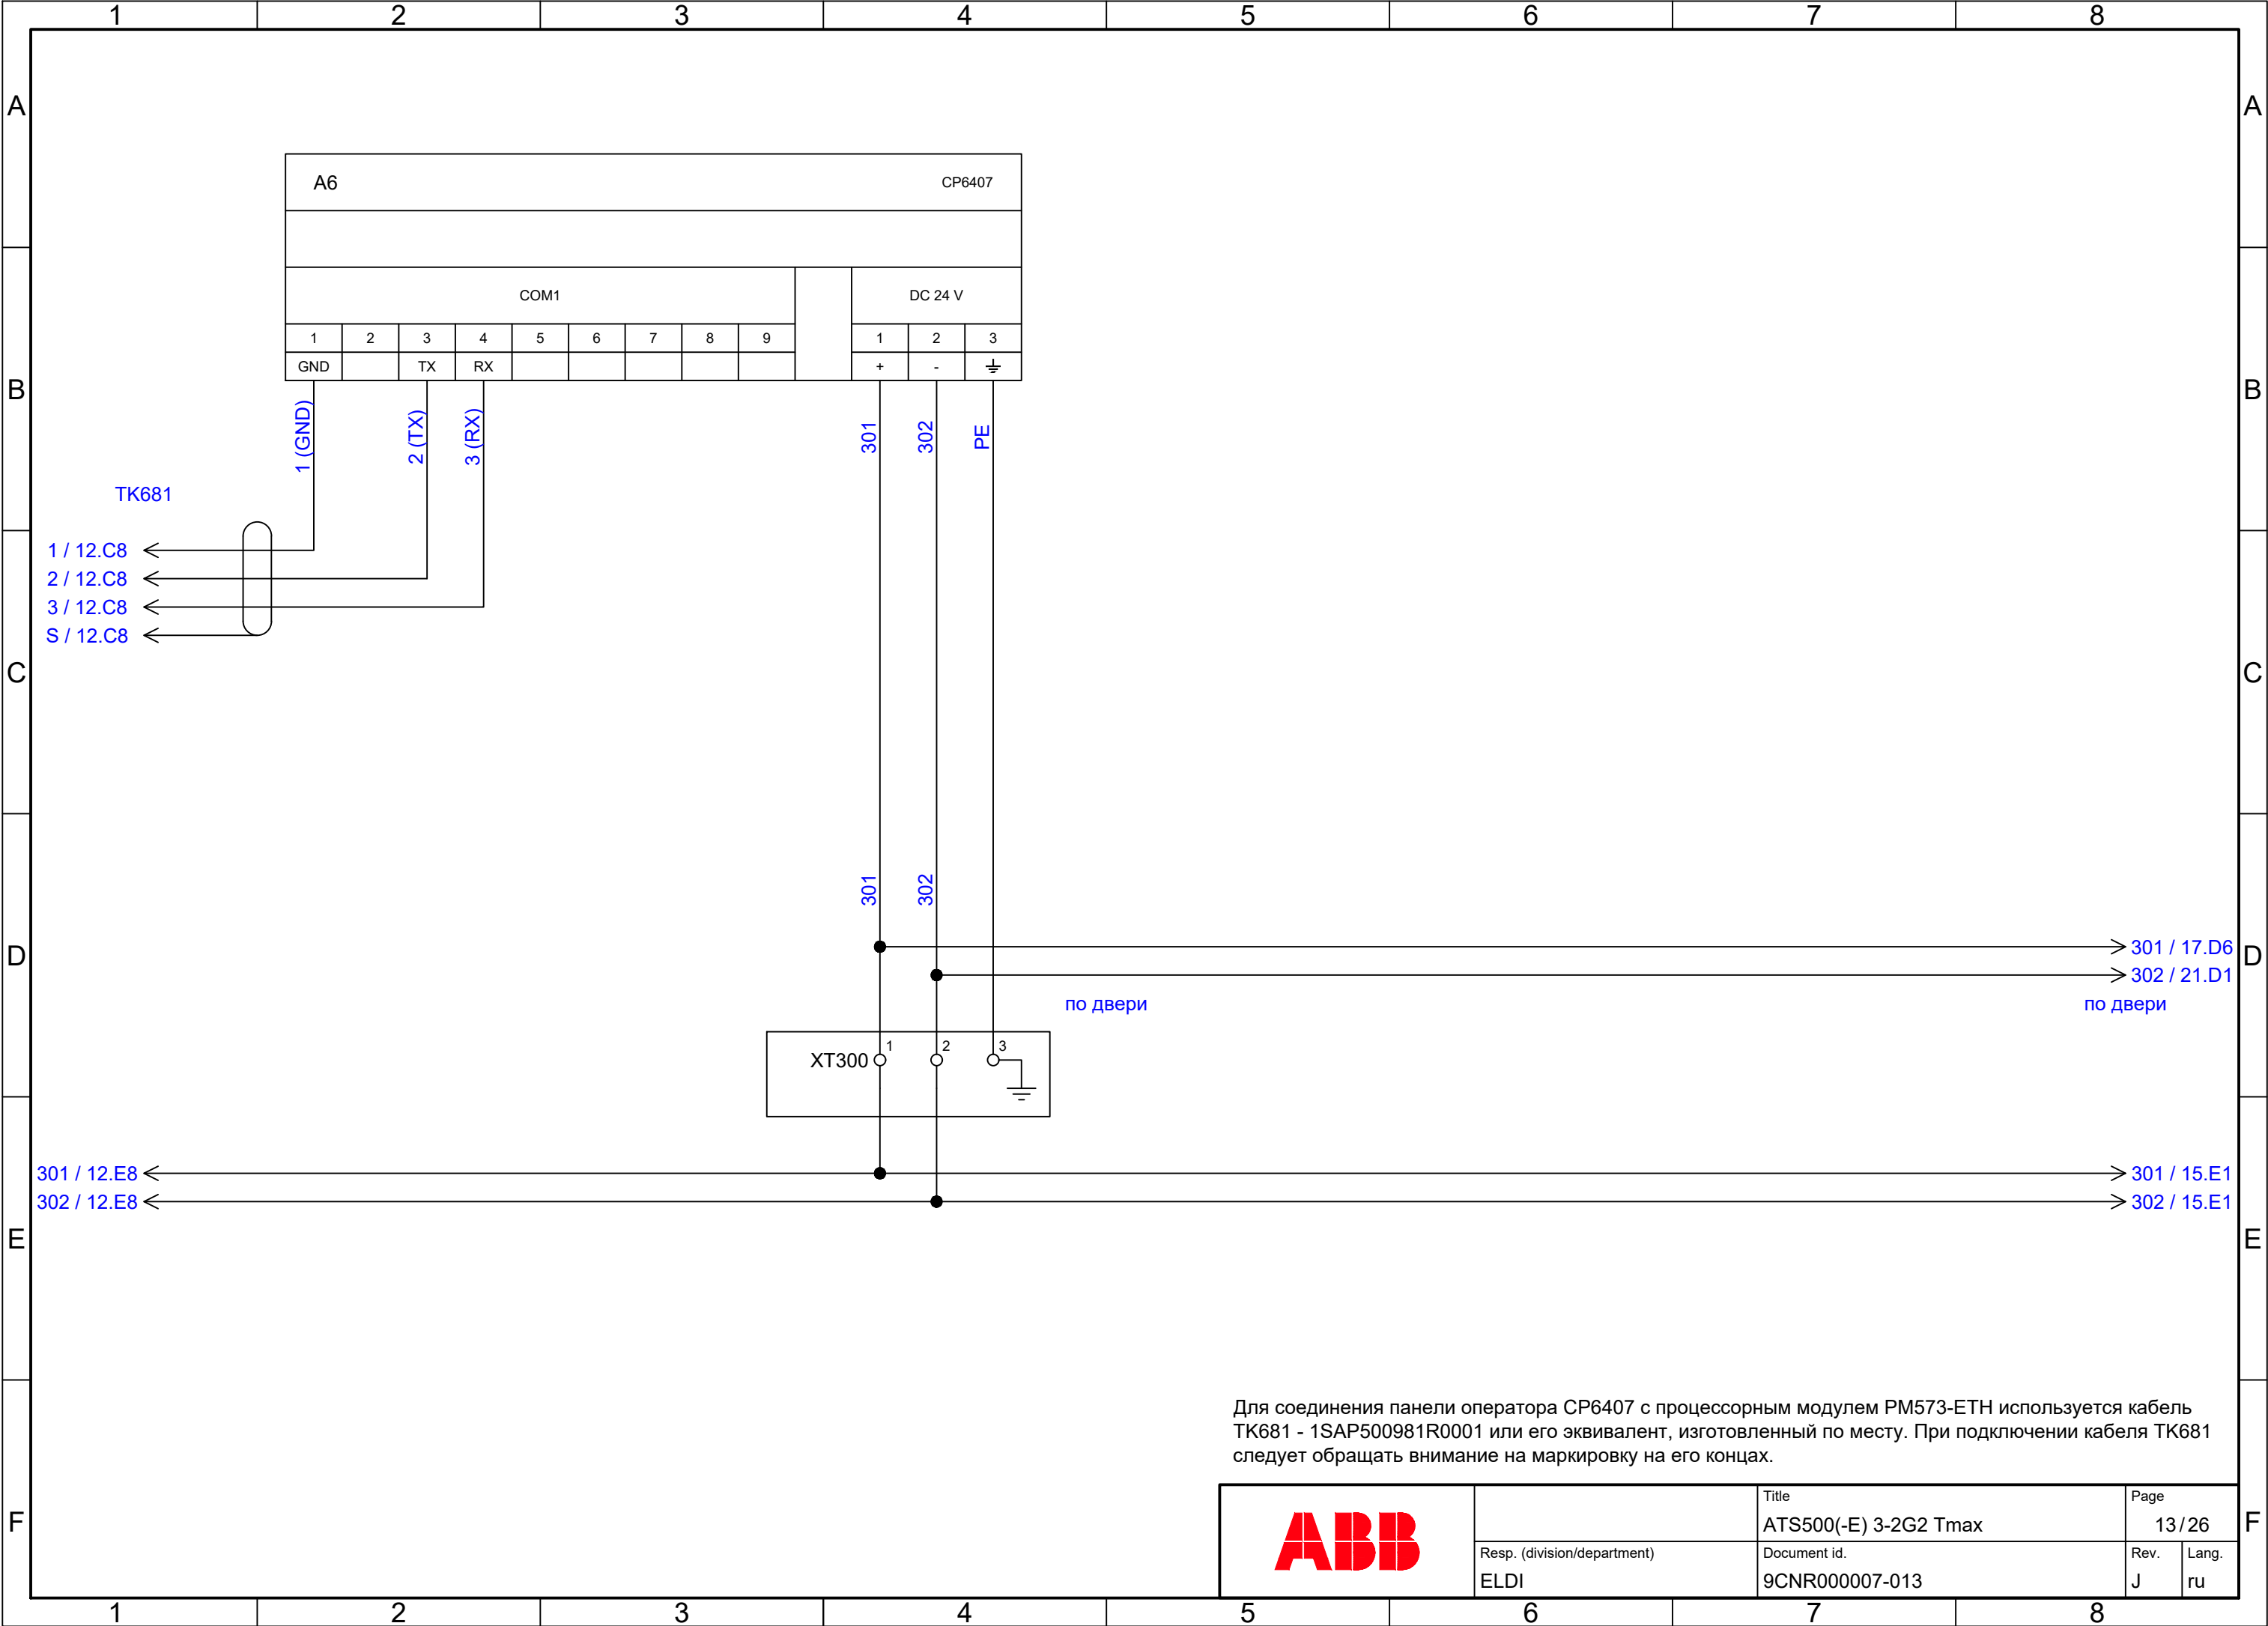 1 2 3 4 5 6 7 8
A A
A6 CP6407
COM1 DC 24 V
1 2 3 4 5 6 7 8 9 1 2 3
GND TX RX + -
B B
1 (GND) 2 (TX) 3 (RX) 301 302 PE
TK681
1 / 12.C8
2 / 12.C8
3 / 12.C8
S / 12.C8
C C
301 302
D D
301 / 17.D6
302 / 21.D1
по двери по двери
XT300 1 2 3
301 / 12.E8 301 / 15.E1
302 / 12.E8 302 / 15.E1
E E
Для соединения панели оператора CP6407 с процессорным модулем PM573-ETH используется кабель
TK681 - 1SAP500981R0001 или его эквивалент, изготовленный по месту. При подключении кабеля TK681
следует обращать внимание на маркировку на его концах.
F F
ABB
Title
ATS500(-E) 3-2G2 Tmax
Page
13/26
Resp. (division/department)
ELDI
Document id.
9CNR000007-013
Rev.
J
Lang.
ru
1 2 3 4 5 6 7 8